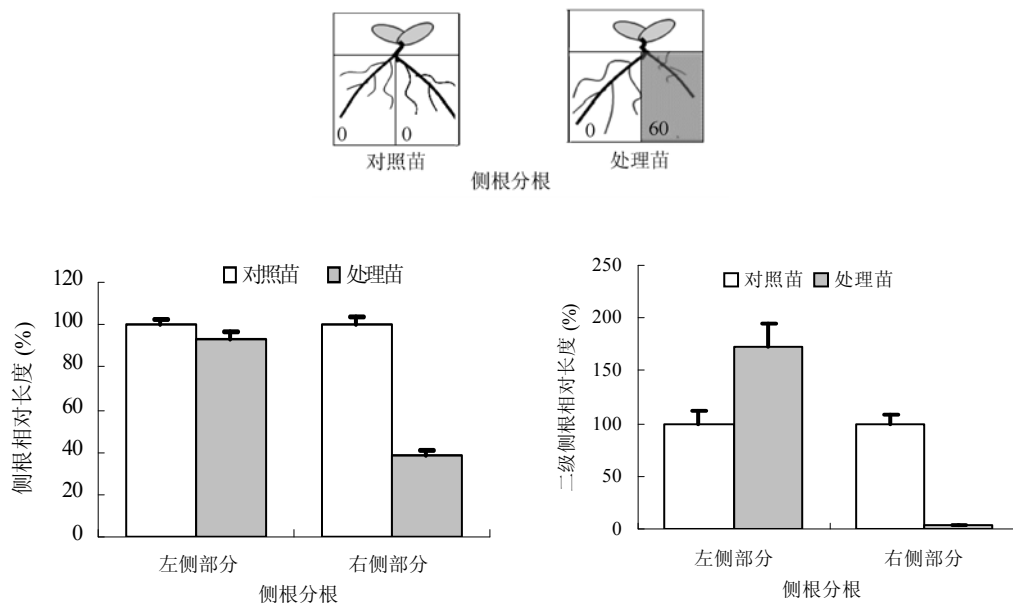 0 0
0 60
对照苗 处理苗
侧根分根
侧根相对长度 (%)
120
100
80
60
40
20
0
对照苗 处理苗
左侧部分 右侧部分
侧根分根
二级侧根相对长度 (%)
250
200
150
100
50
0
对照苗 处理苗
左侧部分 右侧部分
侧根分根